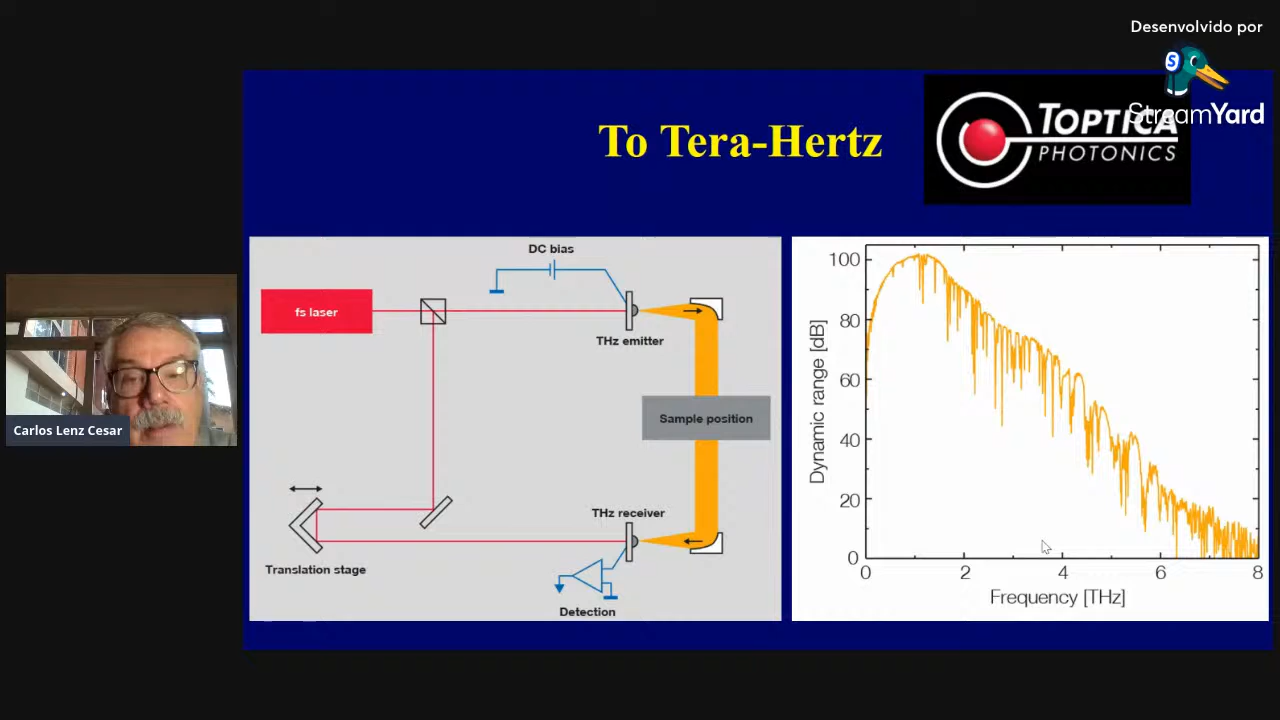 Desenvolvido por
S
StreamYard
To Tera-Hertz
TOPTICA
PHOTONICS
DC bias
fs laser
THz emitter
Sample position
THz receiver
Translation stage
Detection
Dynamic range [dB]
100
80
60
40
20
0
0 2 4 6 8
Frequency [THz]
Carlos Lenz Cesar